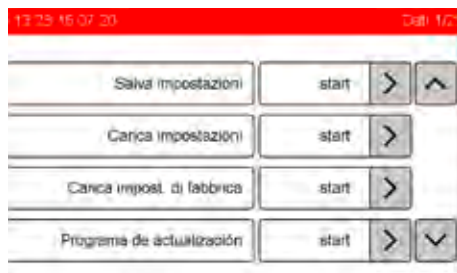 13:23 16.07.20 Dati 1/2
Salva impostazioni start
Carica impostazioni start
Carica impost. di fabbrica start
Programa de actualización start